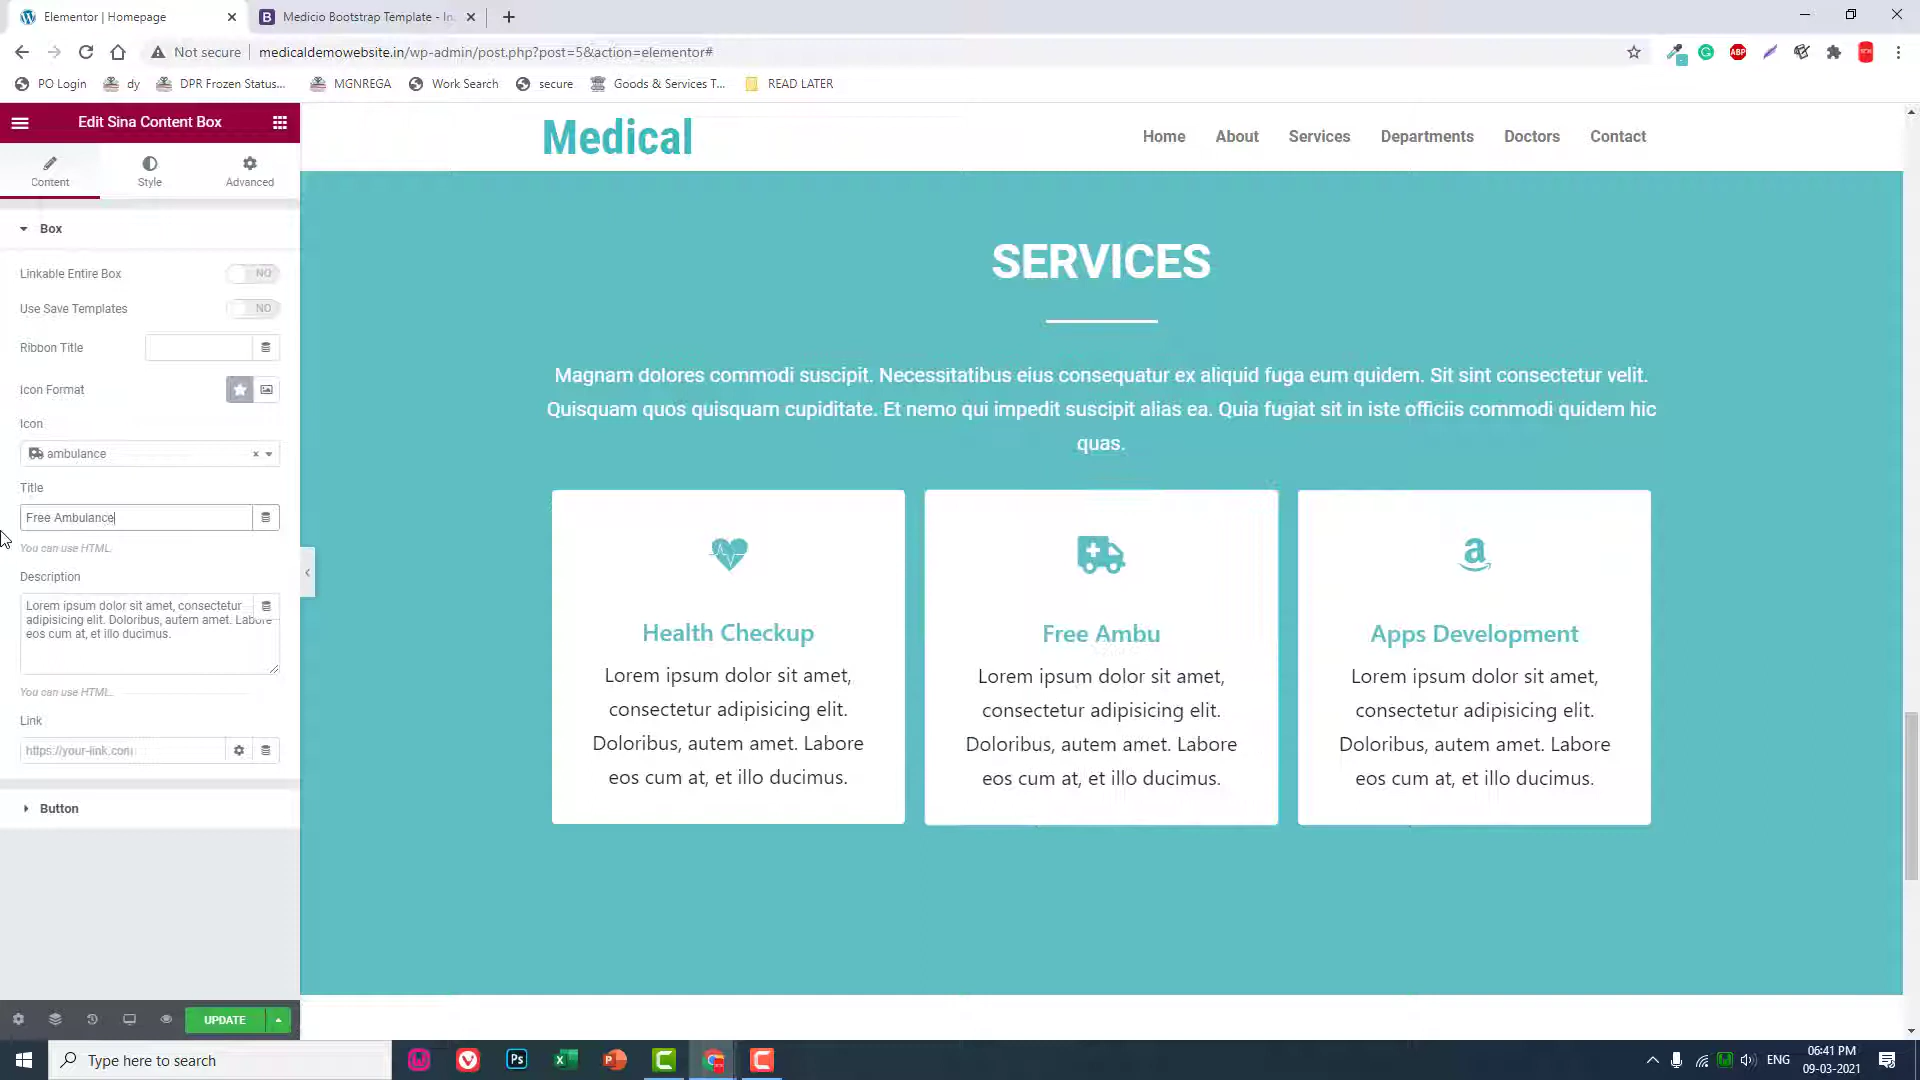 Elementor | Homepage
Medicio Bootstrap Template - In
Not secure
medicaldemowebsite.in/wp-admin/post.php?post=5&action=elementor#
PO Login
dy
DPR Frozen Status...
MGNREGA
Work Search
secure
Goods & Services T...
READ LATER
ABP
Edit Sina Content Box
Content
Style
Advanced
Box
Linkable Entire Box
NO
Use Save Templates
NO
Ribbon Title
Icon Format
Icon
ambulance
Title
Free Ambulance
You can use HTML.
Description
Lorem ipsum dolor sit amet, consectetur
adipisicing elit. Doloribus, autem amet. Labore
eos cum at, et illo ducimus.
You can use HTML.
Link
https://your-link.com
Button
UPDATE
Medical
Home
About
Services
Departments
Doctors
Contact
SERVICES
Magnam dolores commodi suscipit. Necessitatibus eius consequatur ex aliquid fuga eum quidem. Sit sint consectetur velit.
Quisquam quos quisquam cupiditate. Et nemo qui impedit suscipit alias ea. Quia fugiat sit in iste officiis commodi quidem hic
quas.
Health Checkup
Lorem ipsum dolor sit amet,
consectetur adipisicing elit.
Doloribus, autem amet. Labore
eos cum at, et illo ducimus.
Free Ambu
Lorem ipsum dolor sit amet,
consectetur adipisicing elit.
Doloribus, autem amet. Labore
eos cum at, et illo ducimus.
Apps Development
Lorem ipsum dolor sit amet,
consectetur adipisicing elit.
Doloribus, autem amet. Labore
eos cum at, et illo ducimus.
Type here to search
Ps
ENG
06:41 PM
09-03-2021